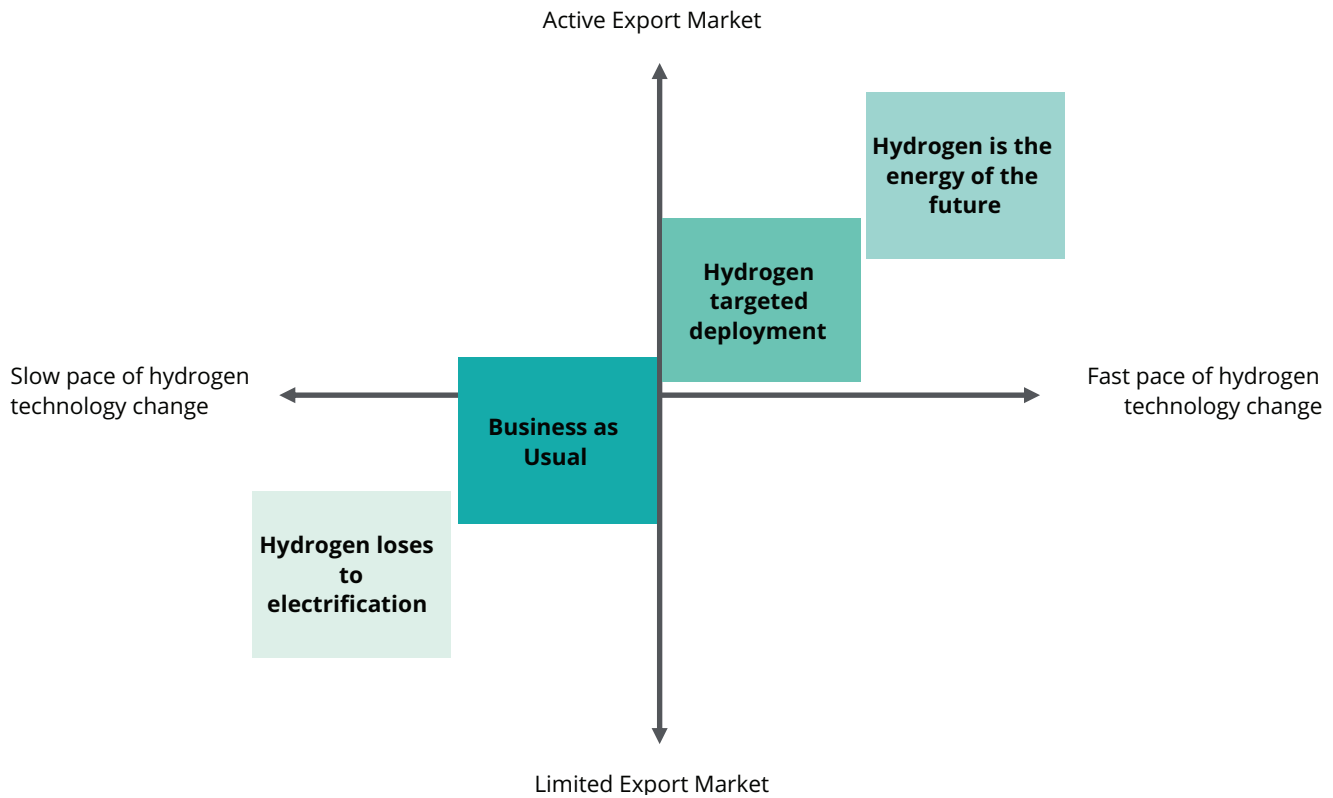 Active Export Market
Hydrogen is the
energy of the
future
Hydrogen
targeted
deployment
Slow pace of hydrogen
technology change
Fast pace of hydrogen
technology change
Business as
Usual
Hydrogen loses
to
electrification
Limited Export Market